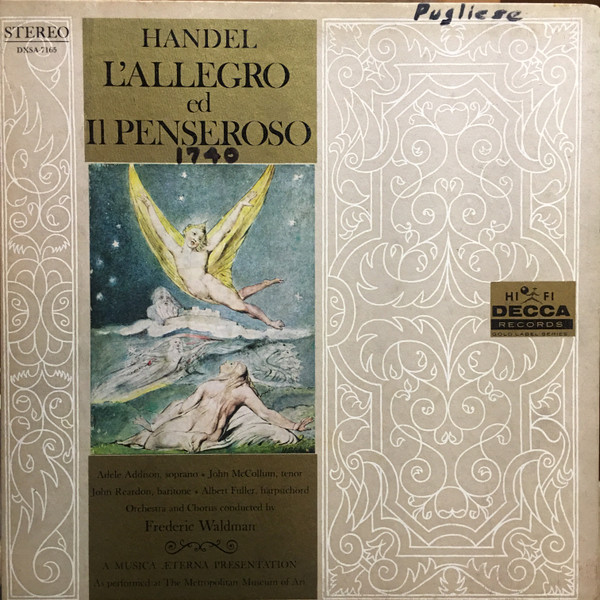 Pugliese
STEREO
DXSA 7165
HANDEL
L'ALLEGRO
ed
Il PENSEROSO
1740
HI FI
DECCA
RECORDS
GOLD LABEL SERIES
Adele Addison, soprano • John McCollum, tenor
John Reardon, baritone • Albert Fuller, harpsichord
Orchestra and Chorus conducted by
Frederic Waldman
A MUSICA ÆTERNA PRESENTATION
As performed at The Metropolitan Museum of Art